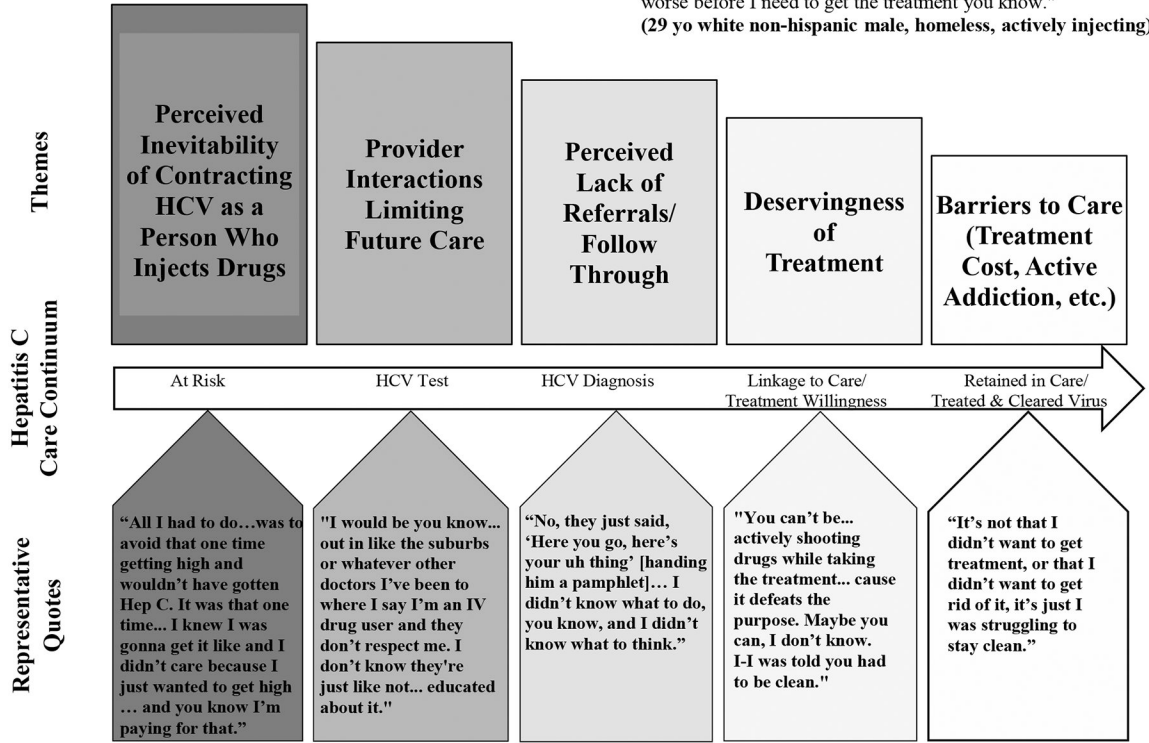 worse before I need to get the treatment you know.”
(29 yo white non-hispanic male, homeless, actively injecting)
Themes
Perceived
Inevitability
of Contracting
HCV as a
Person Who
Injects Drugs
Provider
Interactions
Limiting
Future Care
Perceived
Lack of
Referrals/
Follow
Through
Deservingness
of
Treatment
Barriers to Care
(Treatment
Cost, Active
Addiction, etc.)
Hepatitis C
Care Continuum
At Risk
HCV Test
HCV Diagnosis
Linkage to Care/
Treatment Willingness
Retained in Care/
Treated & Cleared Virus
Representative
Quotes
“All I had to do…was to
avoid that one time
getting high and
wouldn’t have gotten
Hep C. It was that one
time... I knew I was
gonna get it like and I
didn’t care because I
just wanted to get high
… and you know I’m
paying for that.”
"I would be you know...
out in like the suburbs
or whatever other
doctors I’ve been to
where I say I’m an IV
drug user and they
don’t respect me. I
don’t know they're
just like not... educated
about it."
“No, they just said,
‘Here you go, here’s
your uh thing’ [handing
him a pamphlet]… I
didn’t know what to do,
you know, and I didn’t
know what to think.”
"You can’t be...
actively shooting
drugs while taking
the treatment... cause
it defeats the
purpose. Maybe you
can, I don’t know.
I-I was told you had
to be clean."
“It’s not that I
didn’t want to get
treatment, or that I
didn’t want to get
rid of it, it’s just I
was struggling to
stay clean.”